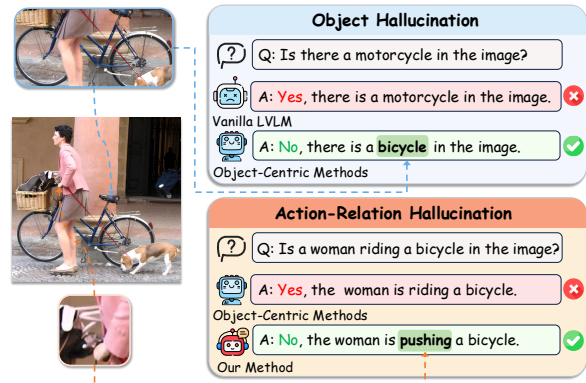 Object Hallucination
Q: Is there a motorcycle in the image?
A: Yes, there is a motorcycle in the image.
Vanilla LVLM
A: No, there is a bicycle in the image.
Object-Centric Methods
Action-Relation Hallucination
Q: Is a woman riding a bicycle in the image?
A: Yes, the woman is riding a bicycle.
Object-Centric Methods
A: No, the woman is pushing a bicycle.
Our Method